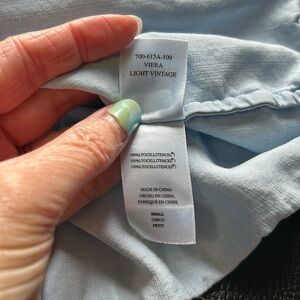 700-613A-109
VIERA
LIGHT VINTAGE
100%LYOCELL(TENCEL®)
100%LYOCELL(TENCEL®)
100%LYOCELL(TENCEL®)
MADE IN CHINA
HECHO EN CHINA
FABRIQUÉ EN CHINE
SMALL
CHICO
PETIT